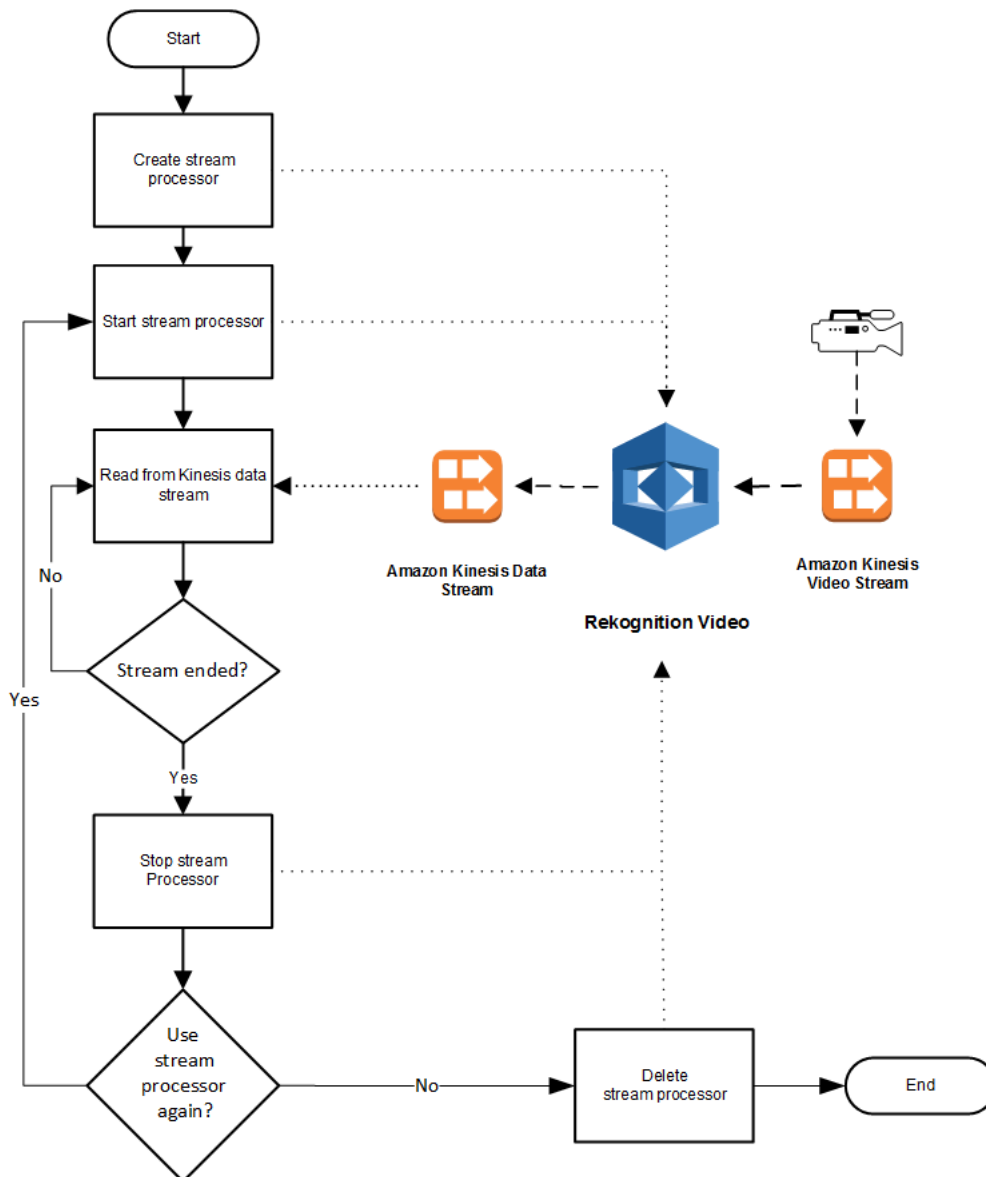 Start
Create stream
processor
Start stream processor
Read from Kinesis data
stream
No
Amazon Kinesis Data
Stream
Rekognition Video
Amazon Kinesis
Video Stream
Stream ended?
Yes
Yes
Stop stream
Processor
Use
stream
processor
again?
No
Delete
stream processor
End